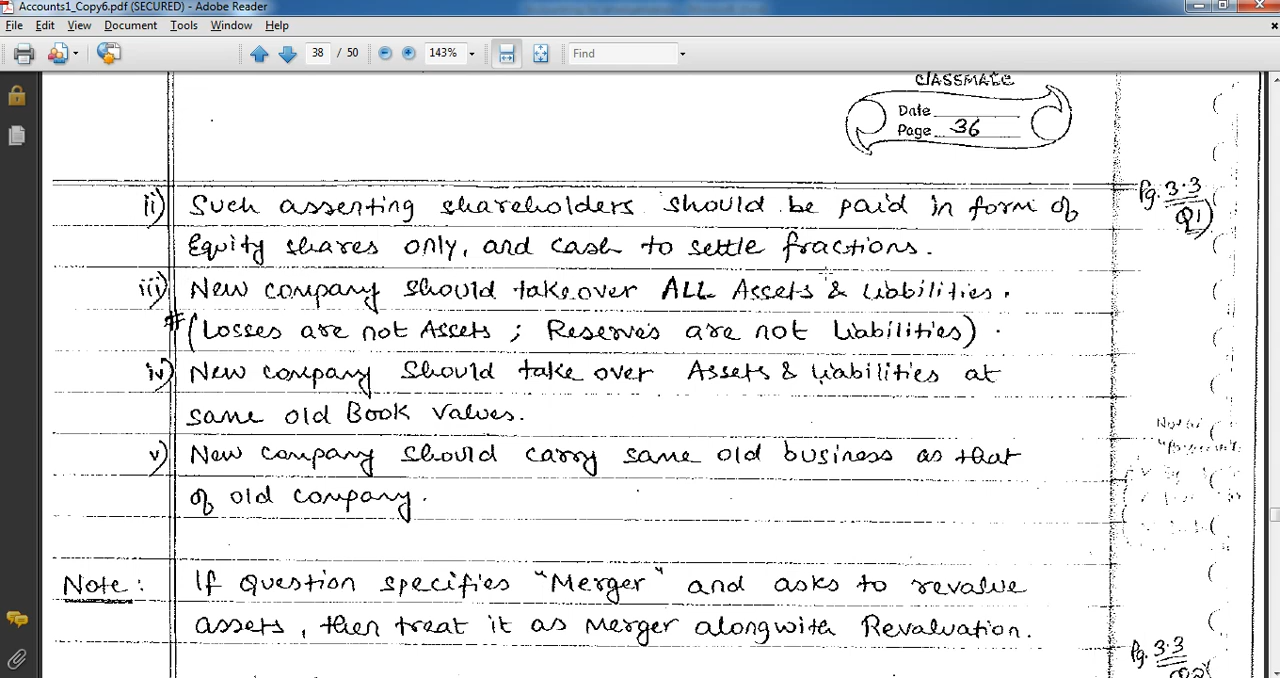 Accounts1_Copy6.pdf (SECURED) - Adobe Reader
File Edit View Document Tools Window Help
38 / 50 143% Find
CLASSMATE
Date
Page 36
ii) Such assenting shareholders should be paid in form of
Pg. 3.3
Q1)
Equity shares only, and cash to settle fractions.
iii) New company should takeover ALL Assets & Liabilities.
# (Losses are not Assets ; Reserves are not Liabilities).
iv) New company should take over Assets & Liabilities at
same old Book values.
v) New company should carry same old business as that
of old company.
Note: If Question specifies "Merger" and asks to revalue
assets, then treat it as Merger alongwith Revaluation.
Pg. 3.3